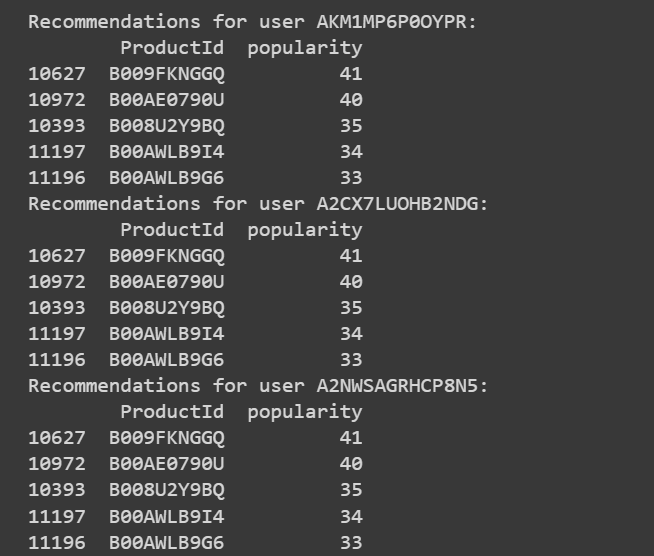 Recommendations for user AKM1MP6P0OYPR:
ProductId popularity
10627 B009FKNGGQ 41
10972 B00AE0790U 40
10393 B008U2Y9BQ 35
11197 B00AWLB9I4 34
11196 B00AWLB9G6 33
Recommendations for user A2CX7LUOHB2NDG:
ProductId popularity
10627 B009FKNGGQ 41
10972 B00AE0790U 40
10393 B008U2Y9BQ 35
11197 B00AWLB9I4 34
11196 B00AWLB9G6 33
Recommendations for user A2NWSAGRHCP8N5:
ProductId popularity
10627 B009FKNGGQ 41
10972 B00AE0790U 40
10393 B008U2Y9BQ 35
11197 B00AWLB9I4 34
11196 B00AWLB9G6 33